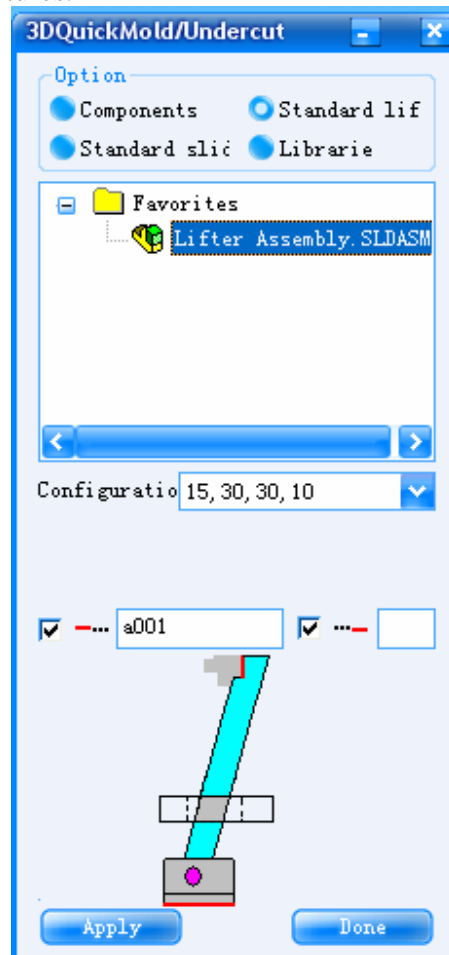 3DQuickMold/Undercut
Option
Components Standard lif
Standard slid Librarie
Favorites
Lifter Assembly.SLDASM
Configuratio 15, 30, 30, 10
a001
Apply Done